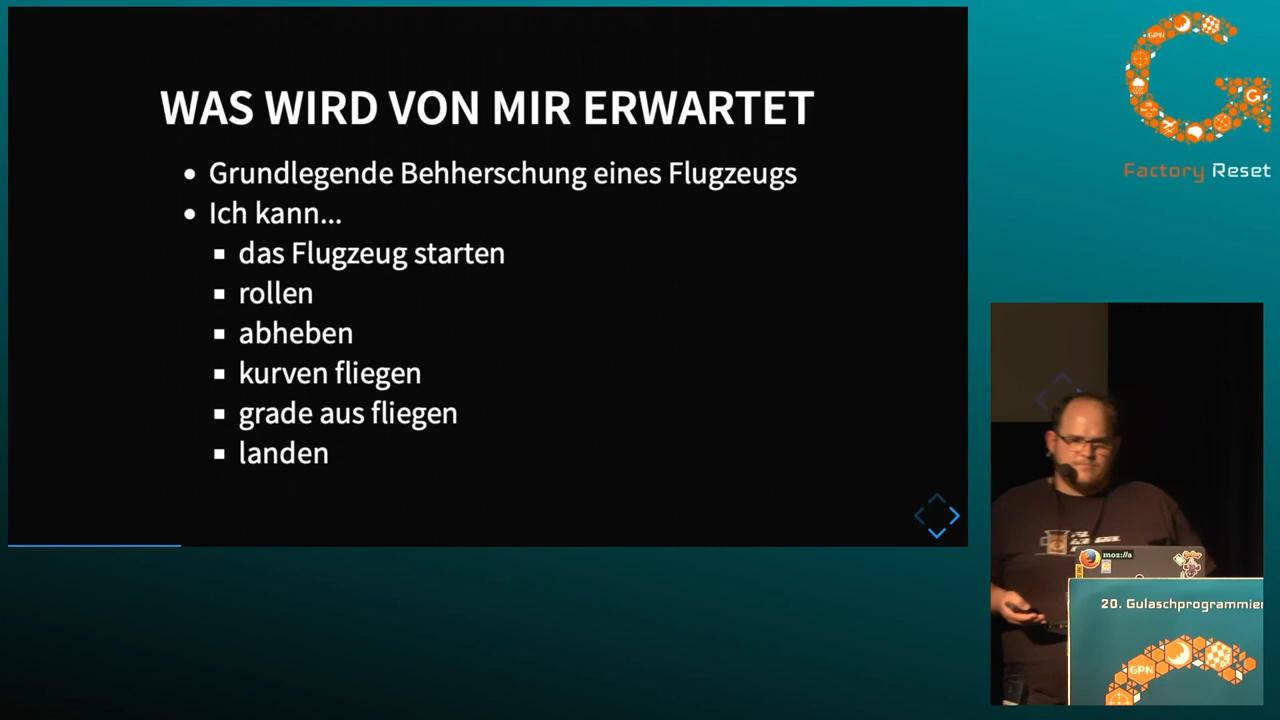 WAS WIRD VON MIR ERWARTET
Grundlegende Behherschung eines Flugzeugs
Ich kann...
das Flugzeug starten
rollen
abheben
kurven fliegen
grade aus fliegen
landen
GPN
Factory Reset
moz://a
20. Gulaschprogrammier
GPN